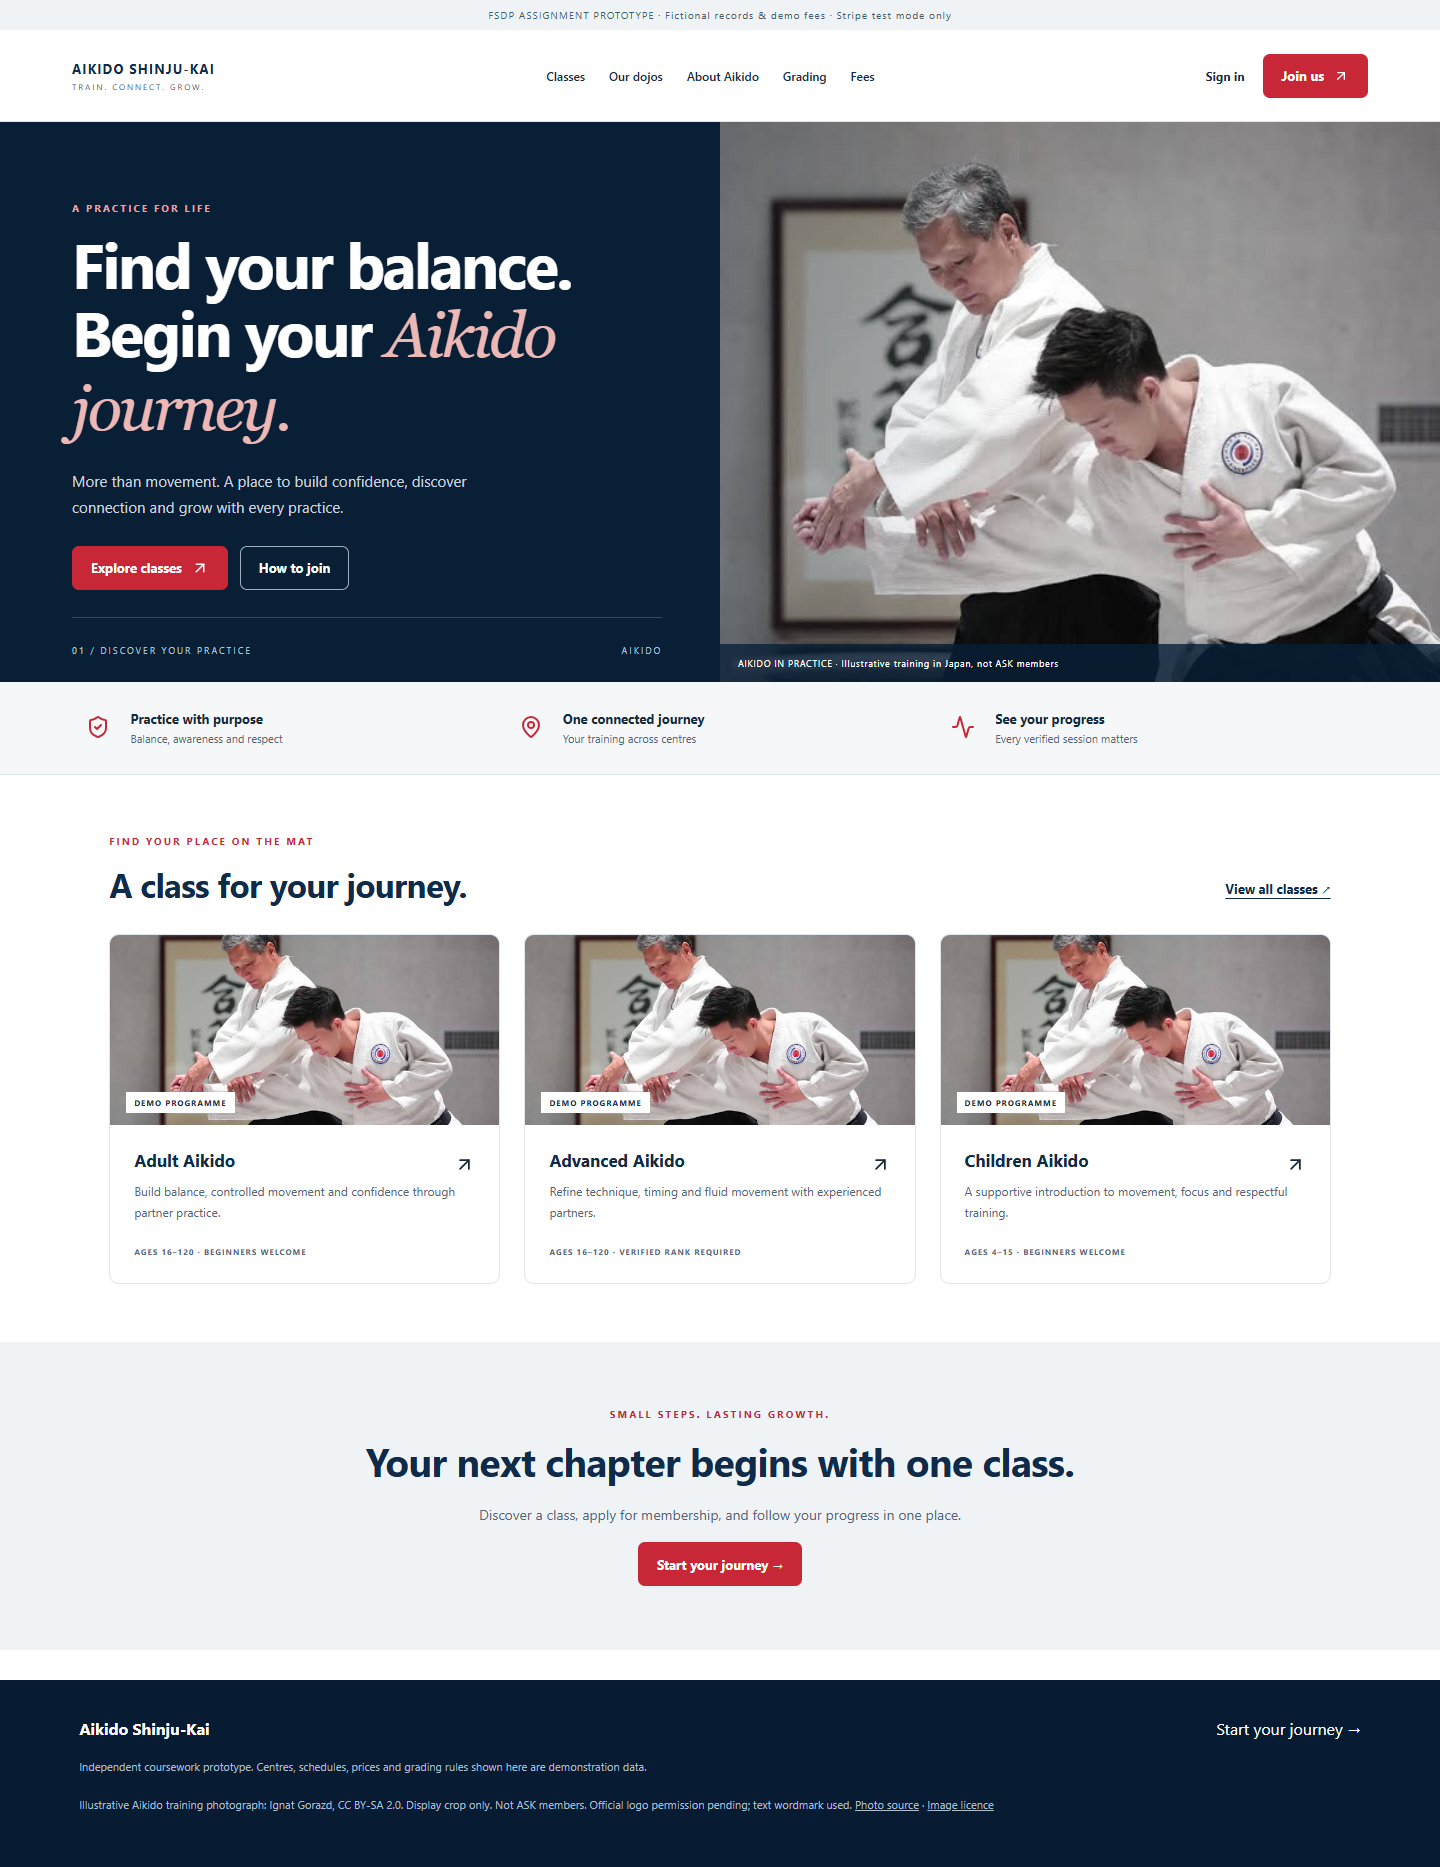 FSDP ASSIGNMENT PROTOTYPE · Fictional records & demo fees · Stripe test mode only
AIKIDO SHINJU-KAI
TRAIN. CONNECT. GROW.
Classes
Our dojos
About Aikido
Grading
Fees
Sign in
Join us
A PRACTICE FOR LIFE
Find your balance.
Begin your Aikido
journey.
More than movement. A place to build confidence, discover
connection and grow with every practice.
Explore classes
How to join
01 / DISCOVER YOUR PRACTICE
AIKIDO
合
AIKIDO IN PRACTICE · Illustrative training in Japan, not ASK members
Practice with purpose
Balance, awareness and respect
One connected journey
Your training across centres
See your progress
Every verified session matters
FIND YOUR PLACE ON THE MAT
A class for your journey.
View all classes ↗
DEMO PROGRAMME
Adult Aikido
Build balance, controlled movement and confidence through
partner practice.
AGES 16–120 · BEGINNERS WELCOME
DEMO PROGRAMME
Advanced Aikido
Refine technique, timing and fluid movement with experienced
partners.
AGES 16–120 · VERIFIED RANK REQUIRED
DEMO PROGRAMME
Children Aikido
A supportive introduction to movement, focus and respectful
training.
AGES 4–15 · BEGINNERS WELCOME
SMALL STEPS. LASTING GROWTH.
Your next chapter begins with one class.
Discover a class, apply for membership, and follow your progress in one place.
Start your journey →
Aikido Shinju-Kai
Start your journey →
Independent coursework prototype. Centres, schedules, prices and grading rules shown here are demonstration data.
Illustrative Aikido training photograph: Ignat Gorazd, CC BY-SA 2.0. Display crop only. Not ASK members. Official logo permission pending; text wordmark used. Photo source · Image licence